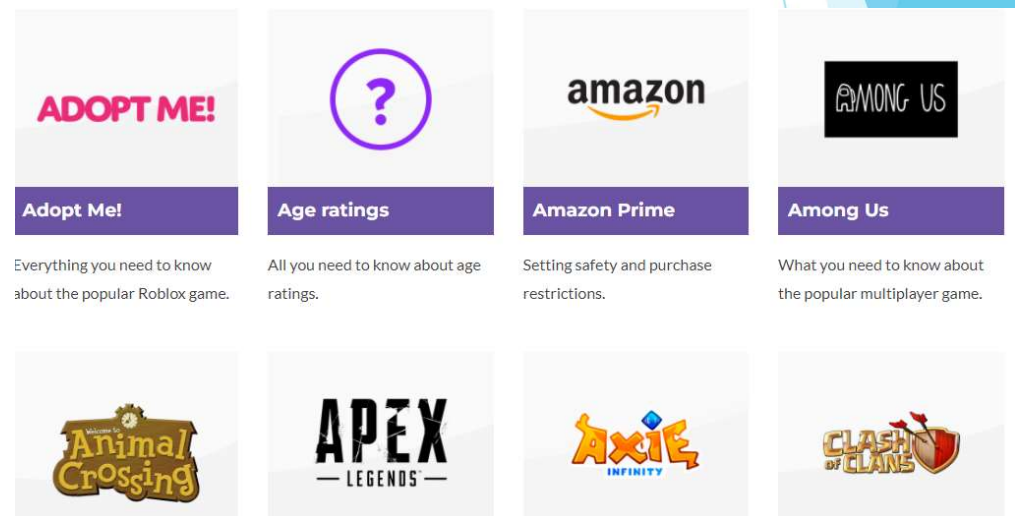 ADOPT ME!
?
amazon
AMONG US
Adopt Me!
Age ratings
Amazon Prime
Among Us
Everything you need to know
about the popular Roblox game.
All you need to know about age
ratings.
Setting safety and purchase
restrictions.
What you need to know about
the popular multiplayer game.
Welcome to
Animal
Crossing
APEX
LEGENDS
AXIE
INFINITY
CLASH
OF CLANS